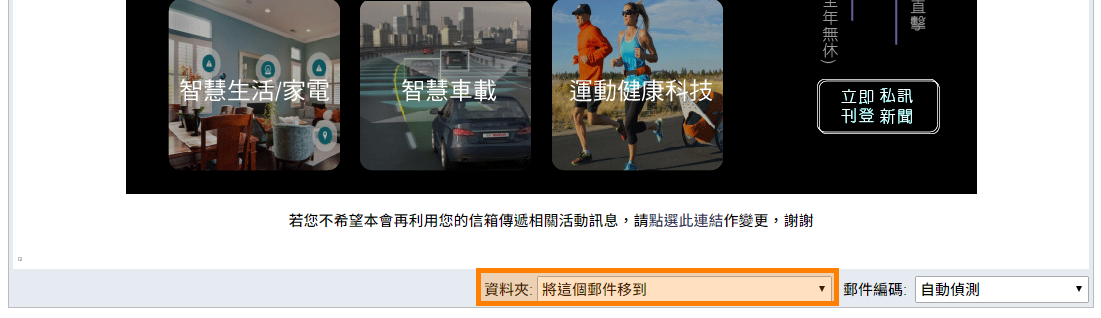 全年無休)
直擊
智慧生活/家電
智慧車載
運動健康科技
立即 私訊
刊登 新聞
若您不希望本會再利用您的信箱傳遞相關活動訊息，請點選此連結作變更，謝謝
資料夾: 將這個郵件移到
郵件編碼: 自動偵測